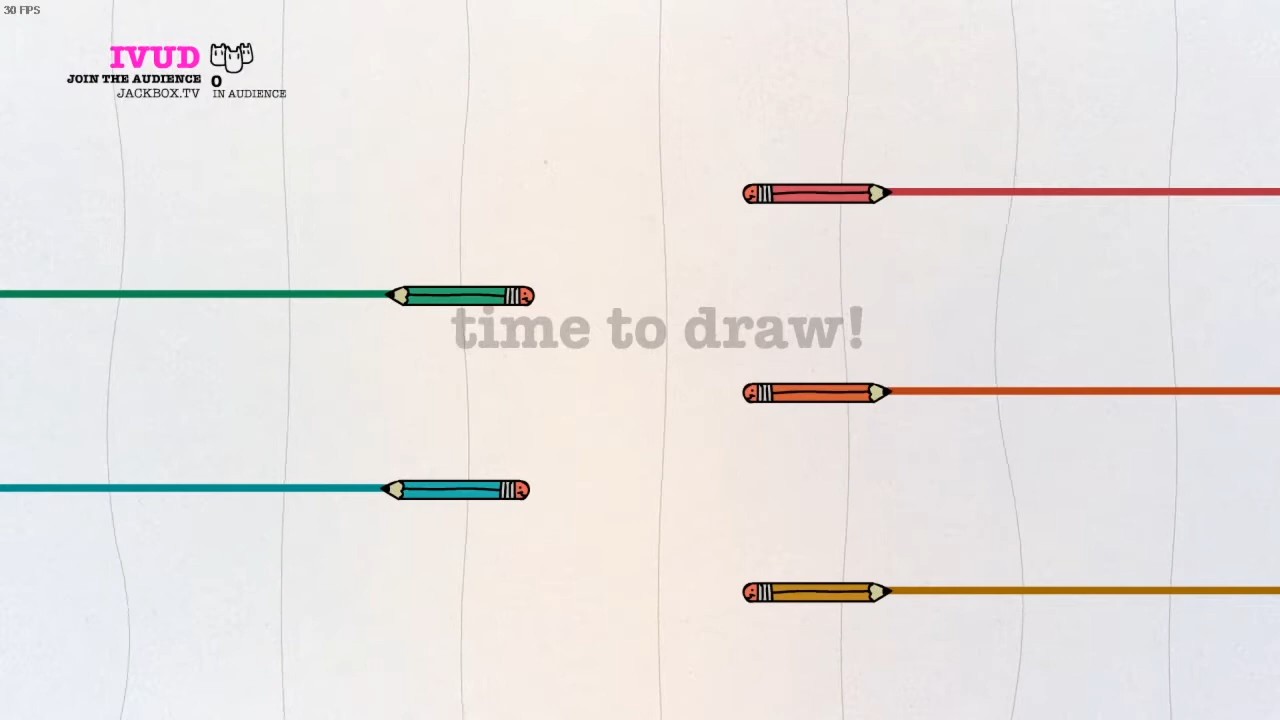 30 FPS
IVUD
JOIN THE AUDIENCE
JACKBOX.TV
0
IN AUDIENCE
time to draw!